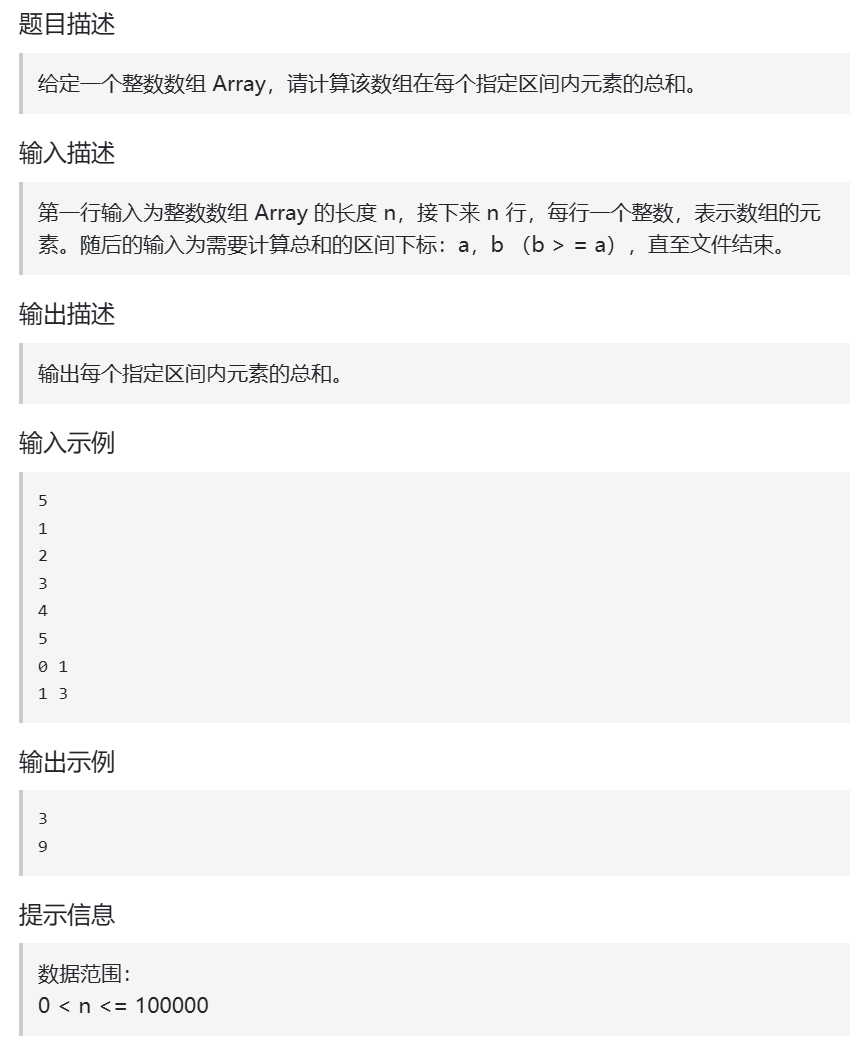 题目描述
给定一个整数数组 Array，请计算该数组在每个指定区间内元素的总和。
输入描述
第一行输入为整数数组 Array 的长度 n，接下来 n 行，每行一个整数，表示数组的元
素。随后的输入为需要计算总和的区间下标：a，b （b > = a），直至文件结束。
输出描述
输出每个指定区间内元素的总和。
输入示例
5
1
2
3
4
5
0 1
1 3
输出示例
3
9
提示信息
数据范围：
0 < n <= 100000